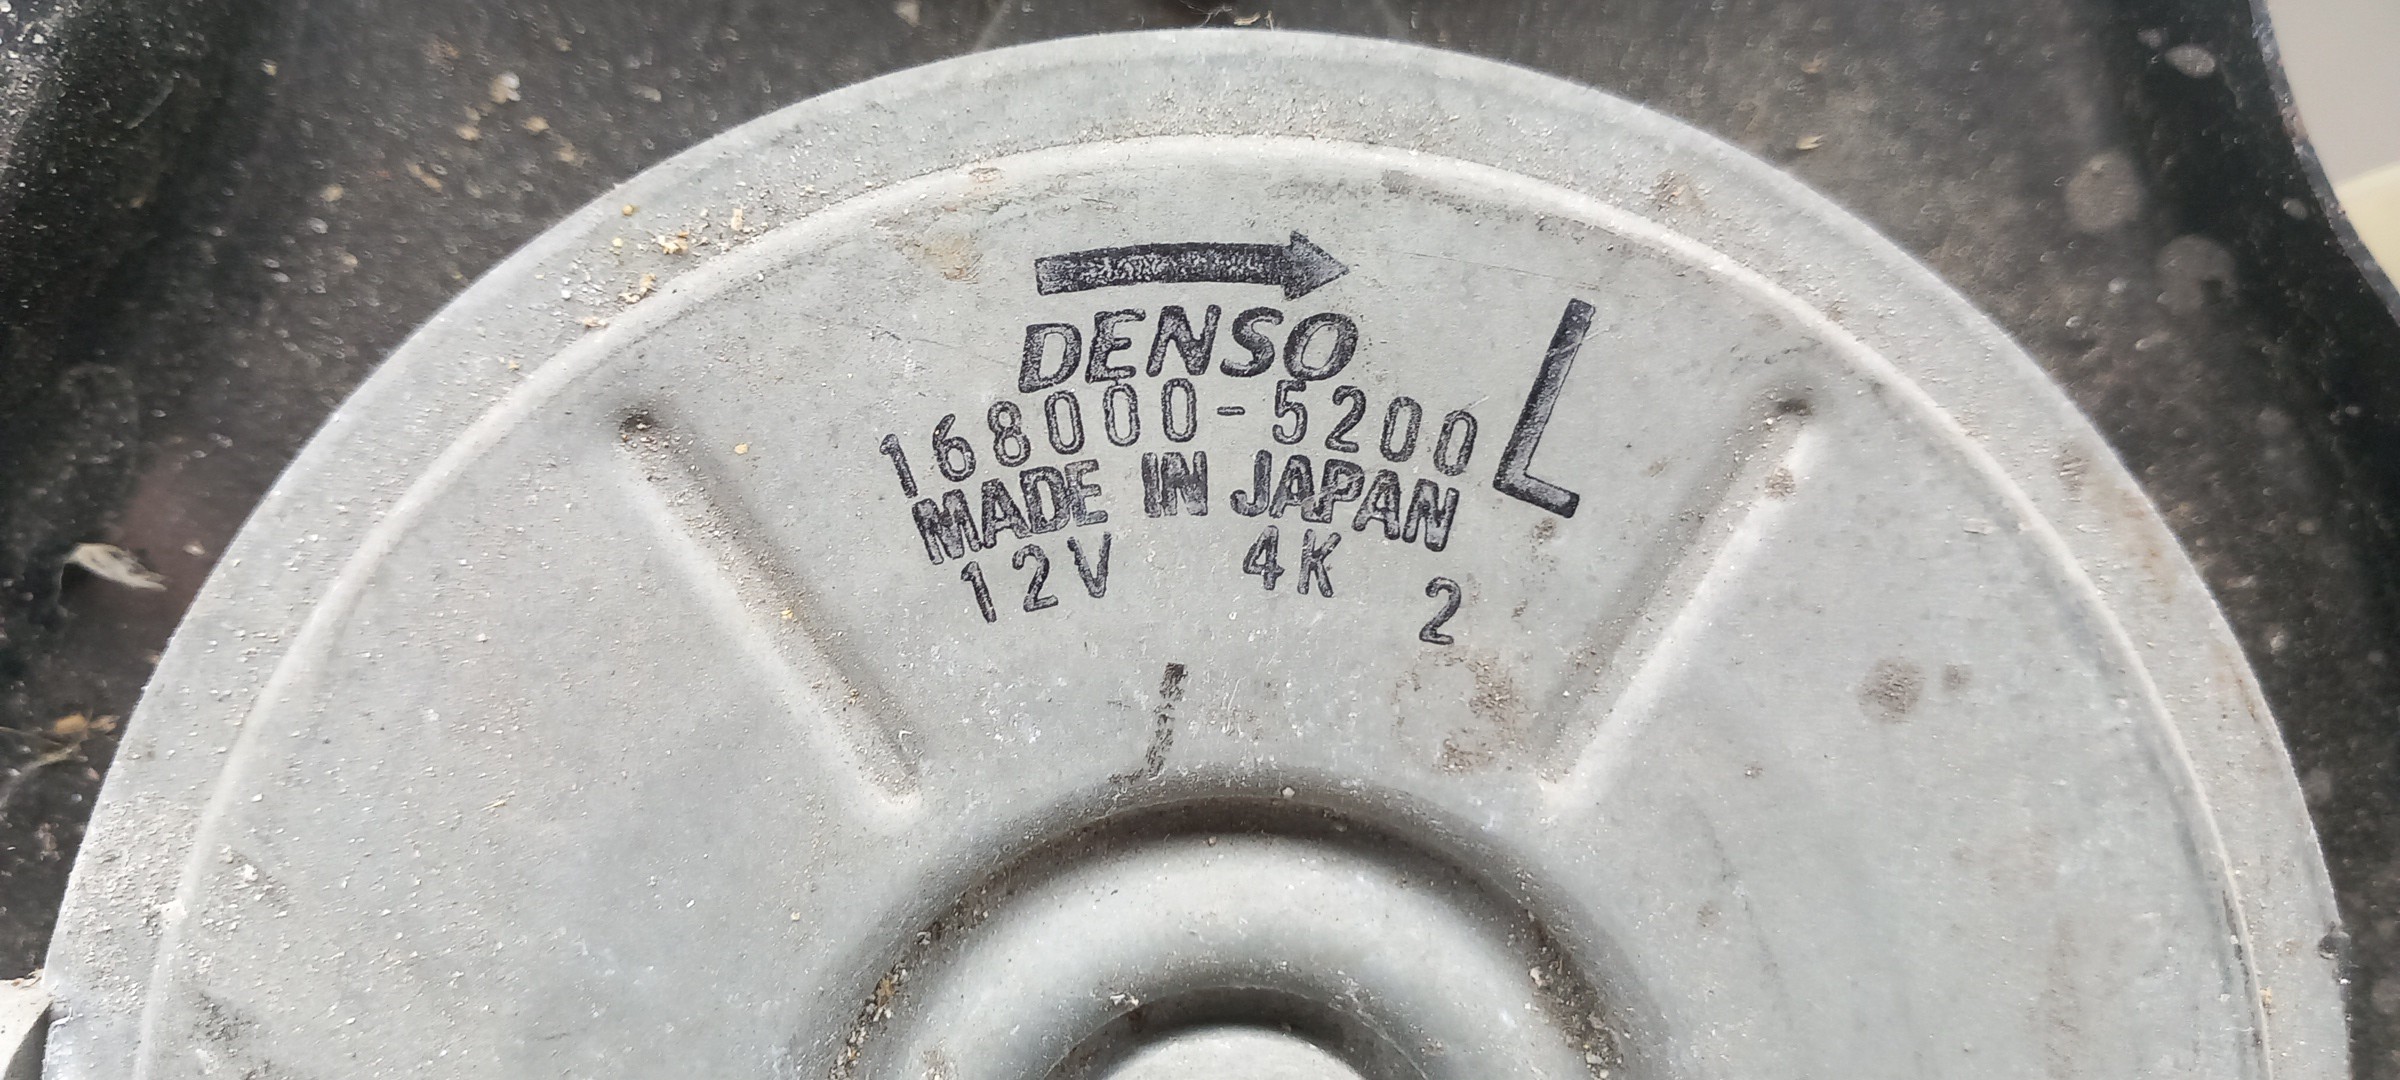 DENSO
168000-5200
L
MADE IN JAPAN
12V 4K 2